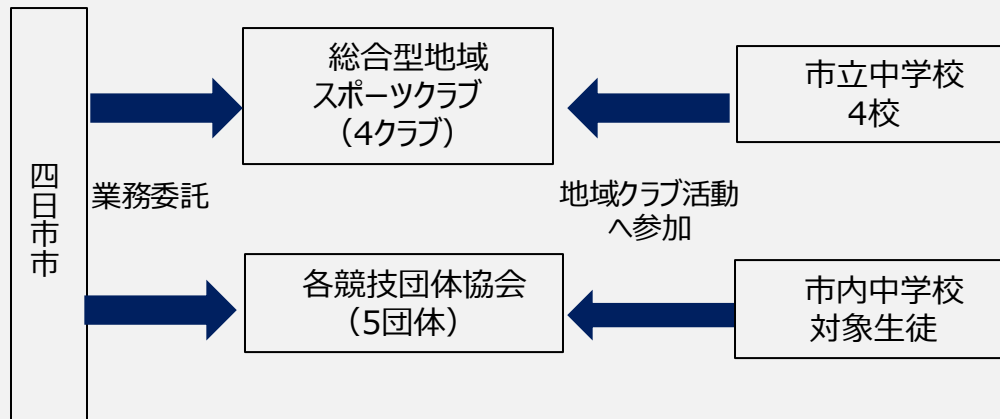 四日市市
業務委託
総合型地域
スポーツクラブ
（4クラブ）
各競技団体協会
（5団体）
地域クラブ活動
へ参加
市立中学校
4校
市内中学校
対象生徒